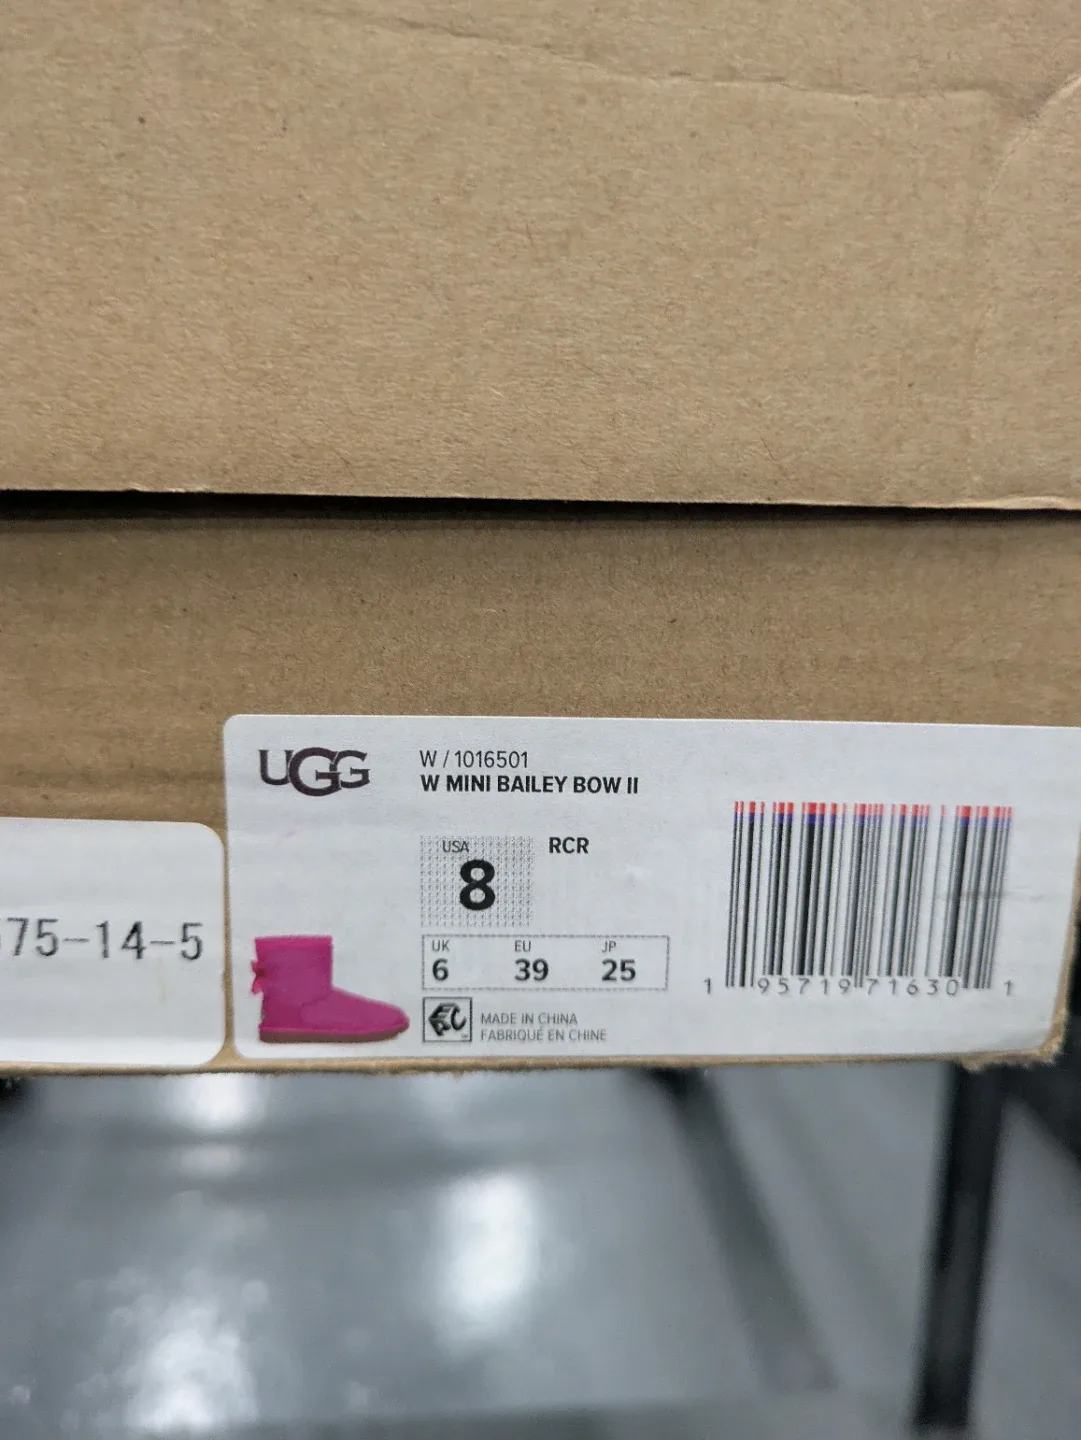 UGG
W / 1016501
W MINI BAILEY BOW II
USA
8
RCR
UK EU JP
6 39 25
MADE IN CHINA
FABRIQUÉ EN CHINE
1 95719 71630 1
75-14-5